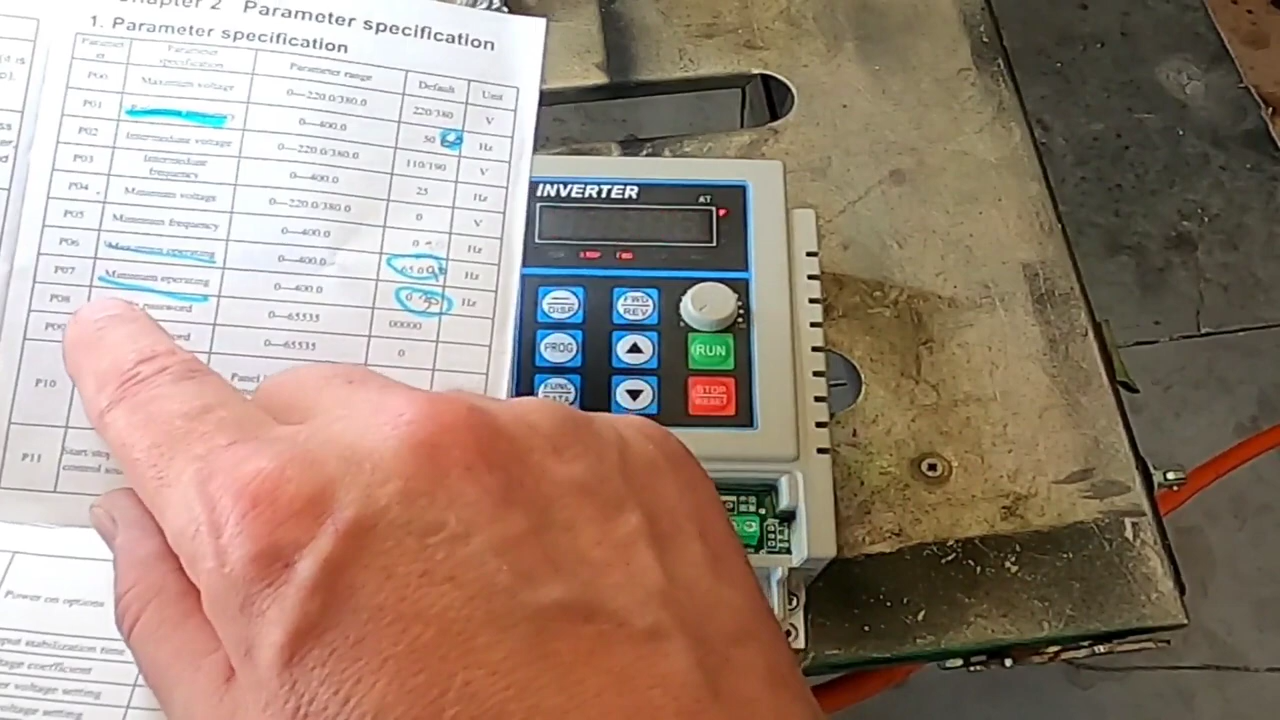 Chapter 2 Parameter specification
1. Parameter specification
Parameter specification Parameter range Default Unit
P00 Maximum voltage 0—220.0/380.0 220/380 V
P01 0—400.0 50 60 Hz
P02 Intermediate voltage 0—220.0/380.0 110/190 V
P03 Intermediate frequency 0—400.0 25 Hz
P04 Minimum voltage 0—220.0/380.0 0 V
P05 Minimum frequency 0—400.0 0 Hz
P06 Maximum operating 0—400.0 Hz
P07 Minimum operating 0—400.0 0 Hz
P08 password 0—65535 00000
0—65535 0
P10 Panel
P11 Start/stop control
Power on options
stabilization time
coefficient
voltage setting
voltage setting
INVERTER
AT
DISP
FWD
REV
PROG
RUN
FUNC
DATA
STOP
RESET